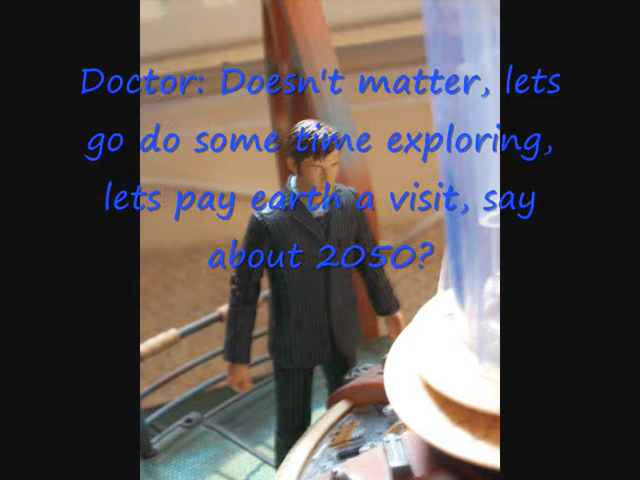 Doctor: Doesn't matter, lets
go do some time exploring,
lets pay earth a visit, say
about 2050?